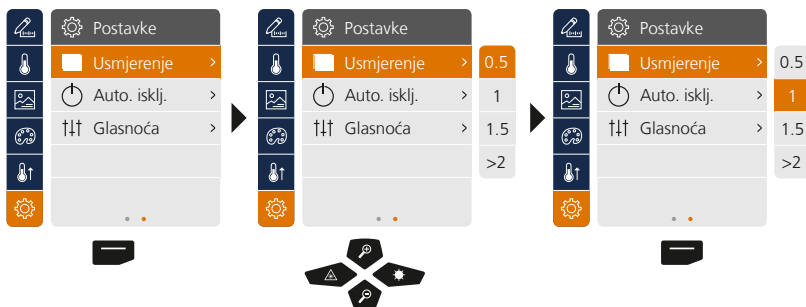 Postavke
Usmjerenje
Auto. isklj.
Glasnoća
Postavke
Usmjerenje
Auto. isklj.
Glasnoća
0.5
1
1.5
>2
Postavke
Usmjerenje
Auto. isklj.
Glasnoća
0.5
1
1.5
>2